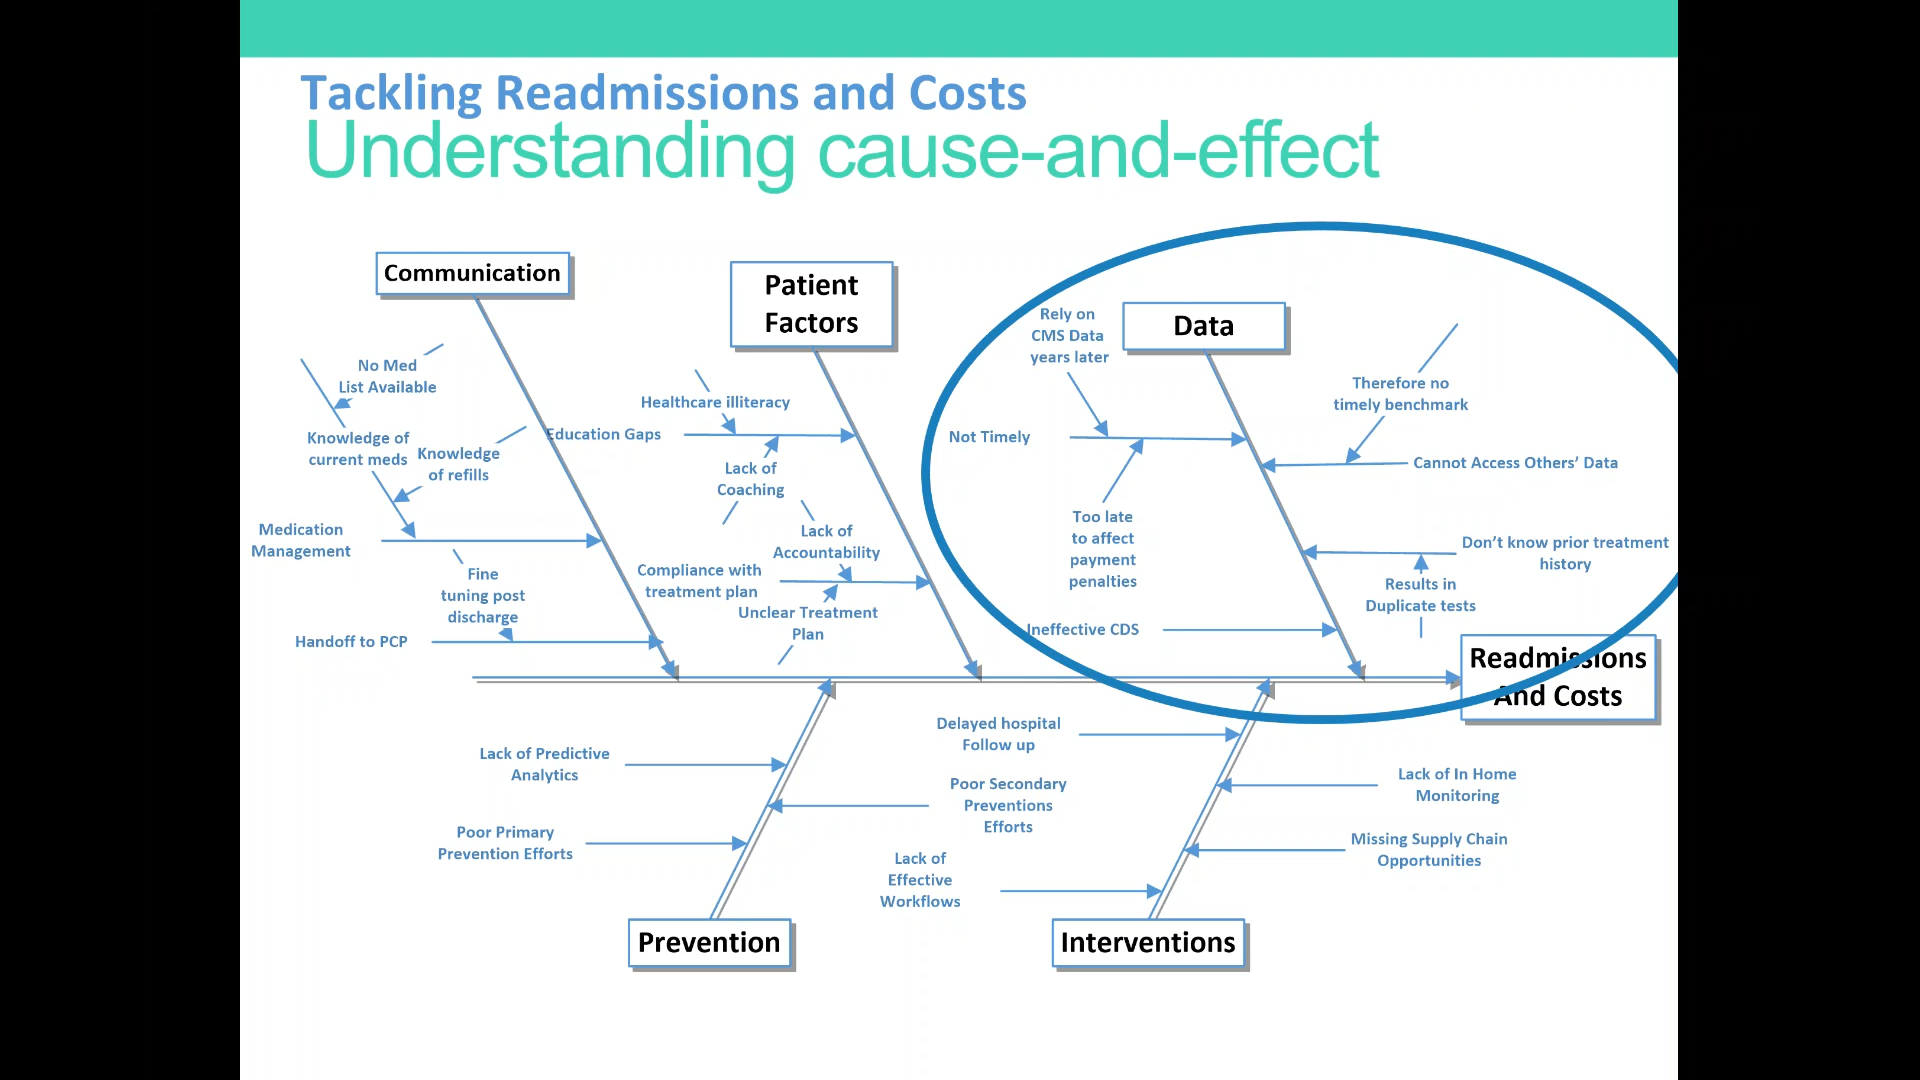 Tackling Readmissions and Costs
Understanding cause-and-effect
Communication
Patient
Factors
Data
Rely on
CMS Data
years later
No Med
List Available
Healthcare illiteracy
Therefore no
timely benchmark
Knowledge of
current meds
Knowledge
of refills
Education Gaps
Not Timely
Lack of
Coaching
Cannot Access Others’ Data
Medication
Management
Lack of
Accountability
Too late
to affect
payment
penalties
Don’t know prior treatment
history
Fine
tuning post
discharge
Compliance with
treatment plan
Results in
Duplicate tests
Unclear Treatment
Plan
Handoff to PCP
Ineffective CDS
Readmissions
And Costs
Delayed hospital
Follow up
Lack of Predictive
Analytics
Poor Secondary
Preventions
Efforts
Lack of In Home
Monitoring
Poor Primary
Prevention Efforts
Missing Supply Chain
Opportunities
Lack of
Effective
Workflows
Prevention
Interventions